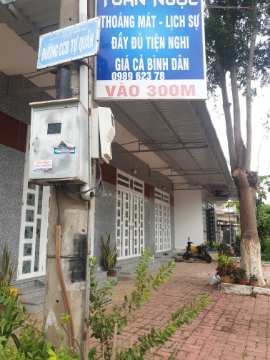 TOÀN NGỌC
THOÁNG MÁT - LỊCH SỰ
ĐẦY ĐỦ TIỆN NGHI
GIÁ CẢ BÌNH DÂN
0989 623 78
VÀO 300M
ĐƯỜNG CCB TỰ QUẢN